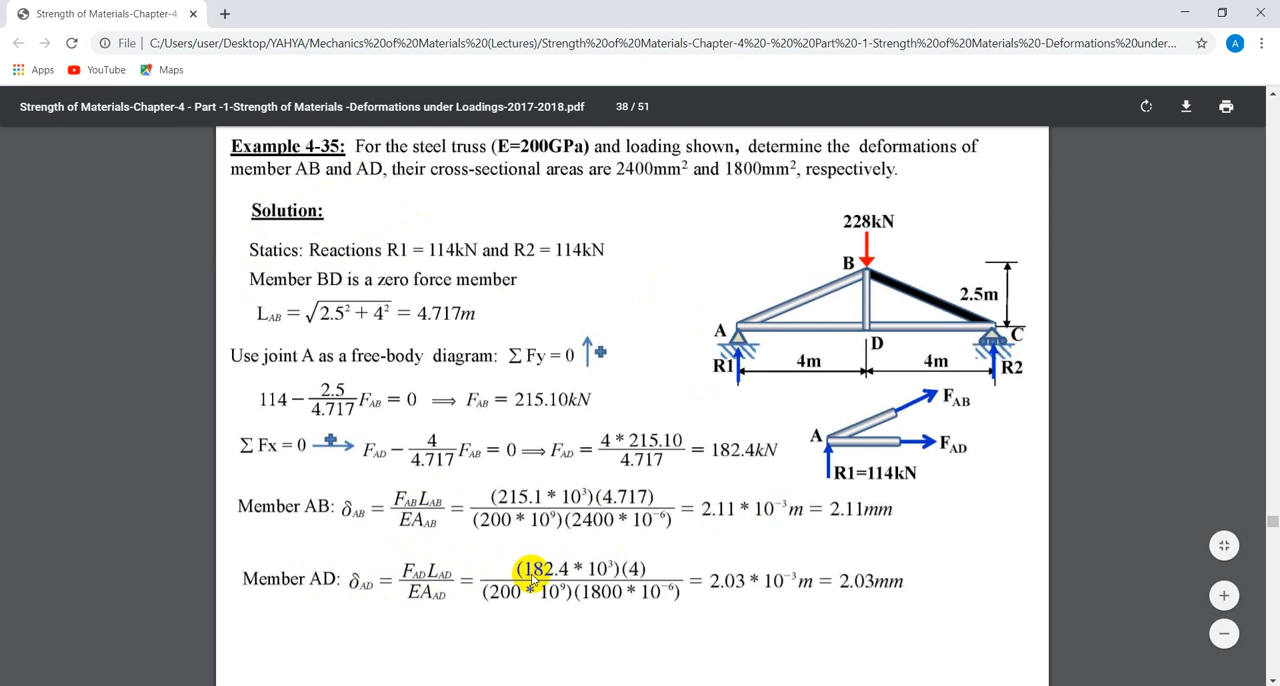 Strength of Materials-Chapter-4
File | C:/Users/user/Desktop/YAHYA/Mechanics%20of%20Materials%20(Lectures)/Strength%20of%20Materials-Chapter-4%20-%20%20Part%20-1-Strength%20of%20Materials%20-Deformations%20under...
A
Apps YouTube Maps
Strength of Materials-Chapter-4 - Part -1-Strength of Materials -Deformations under Loadings-2017-2018.pdf 38 / 51
Example 4-35: For the steel truss (E=200GPa) and loading shown, determine the deformations of
member AB and AD, their cross-sectional areas are 2400mm² and 1800mm², respectively.
Solution:
228kN
Statics: Reactions R1 = 114kN and R2 = 114kN
B
Member BD is a zero force member
2.5m
L_AB = √(2.5² + 4²) = 4.717m
A
C
D
Use joint A as a free-body diagram: Σ Fy = 0
R1 4m 4m R2
114 − (2.5/4.717) F_AB = 0 ⟹ F_AB = 215.10kN
F_AB
Σ Fx = 0 F_AD − (4/4.717) F_AB = 0 ⟹ F_AD = (4 * 215.10)/4.717 = 182.4kN
A
F_AD
R1=114kN
Member AB: δ_AB = (F_AB L_AB)/(EA_AB) = ((215.1 * 10³)(4.717))/((200 * 10⁹)(2400 * 10⁻⁶)) = 2.11 * 10⁻³ m = 2.11mm
Member AD: δ_AD = (F_AD L_AD)/(EA_AD) = ((182.4 * 10³)(4))/((200 * 10⁹)(1800 * 10⁻⁶)) = 2.03 * 10⁻³ m = 2.03mm